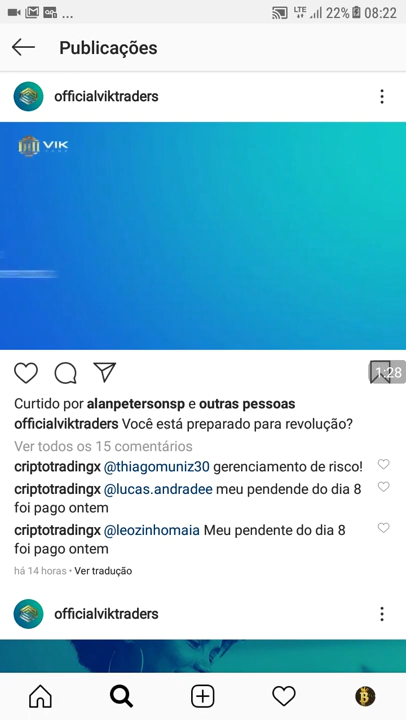 ... LTE 22% 08:22
Publicações
officialviktraders
VIK
1:28
Curtido por alanpetersonsp e outras pessoas
officialviktraders Você está preparado para revolução?
Ver todos os 15 comentários
criptotradingx @thiagomuniz30 gerenciamento de risco!
criptotradingx @lucas.andradee meu pendende do dia 8
foi pago ontem
criptotradingx @leozinhomaia Meu pendente do dia 8
foi pago ontem
há 14 horas • Ver tradução
officialviktraders